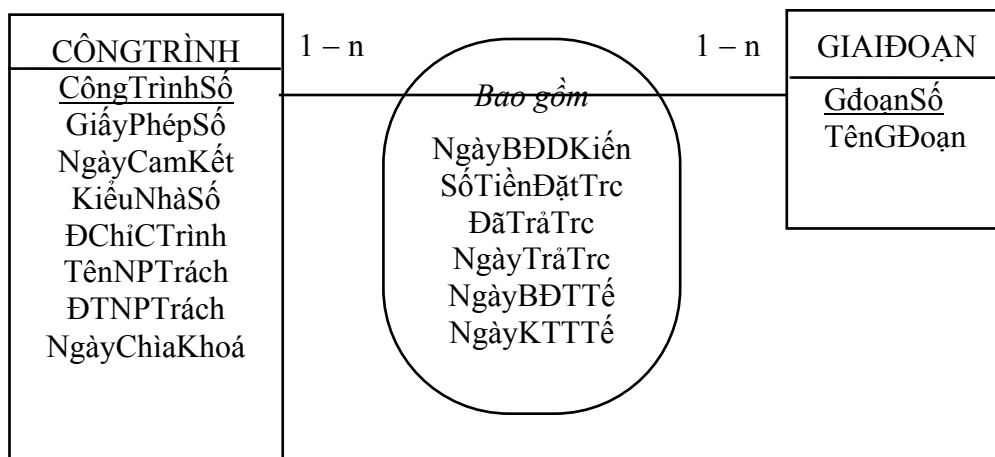 CÔNGTRÌNH
CôngTrìnhSố
GiấyPhépSố
NgàyCamKết
KiểuNhàSố
ĐChỉCTrình
TênNPTrách
ĐTNPTrách
NgàyChìaKhoá
1 – n
Bao gồm
NgàyBĐDKiến
SốTiềnĐặtTrc
ĐãTrảTrc
NgàyTrảTrc
NgàyBĐTTế
NgàyKTTTế
1 – n
GIAIĐOẠN
GđoạnSố
TênGĐoạn